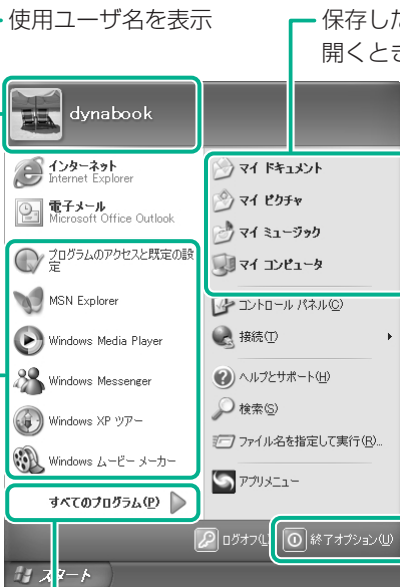 使用ユーザ名を表示
保存した
開くとき
dynabook
インターネット
Internet Explorer
電子メール
Microsoft Office Outlook
プログラムのアクセスと既定の設
定
MSN Explorer
Windows Media Player
Windows Messenger
Windows XP ツアー
Windows ムービー メーカー
すべてのプログラム(P)
マイ ドキュメント
マイ ピクチャ
マイ ミュージック
マイ コンピュータ
コントロール パネル(C)
接続(T)
ヘルプとサポート(H)
検索(S)
ファイル名を指定して実行(R)...
アプリメニュー
ログオフ(L)
終了オプション(U)
スタート